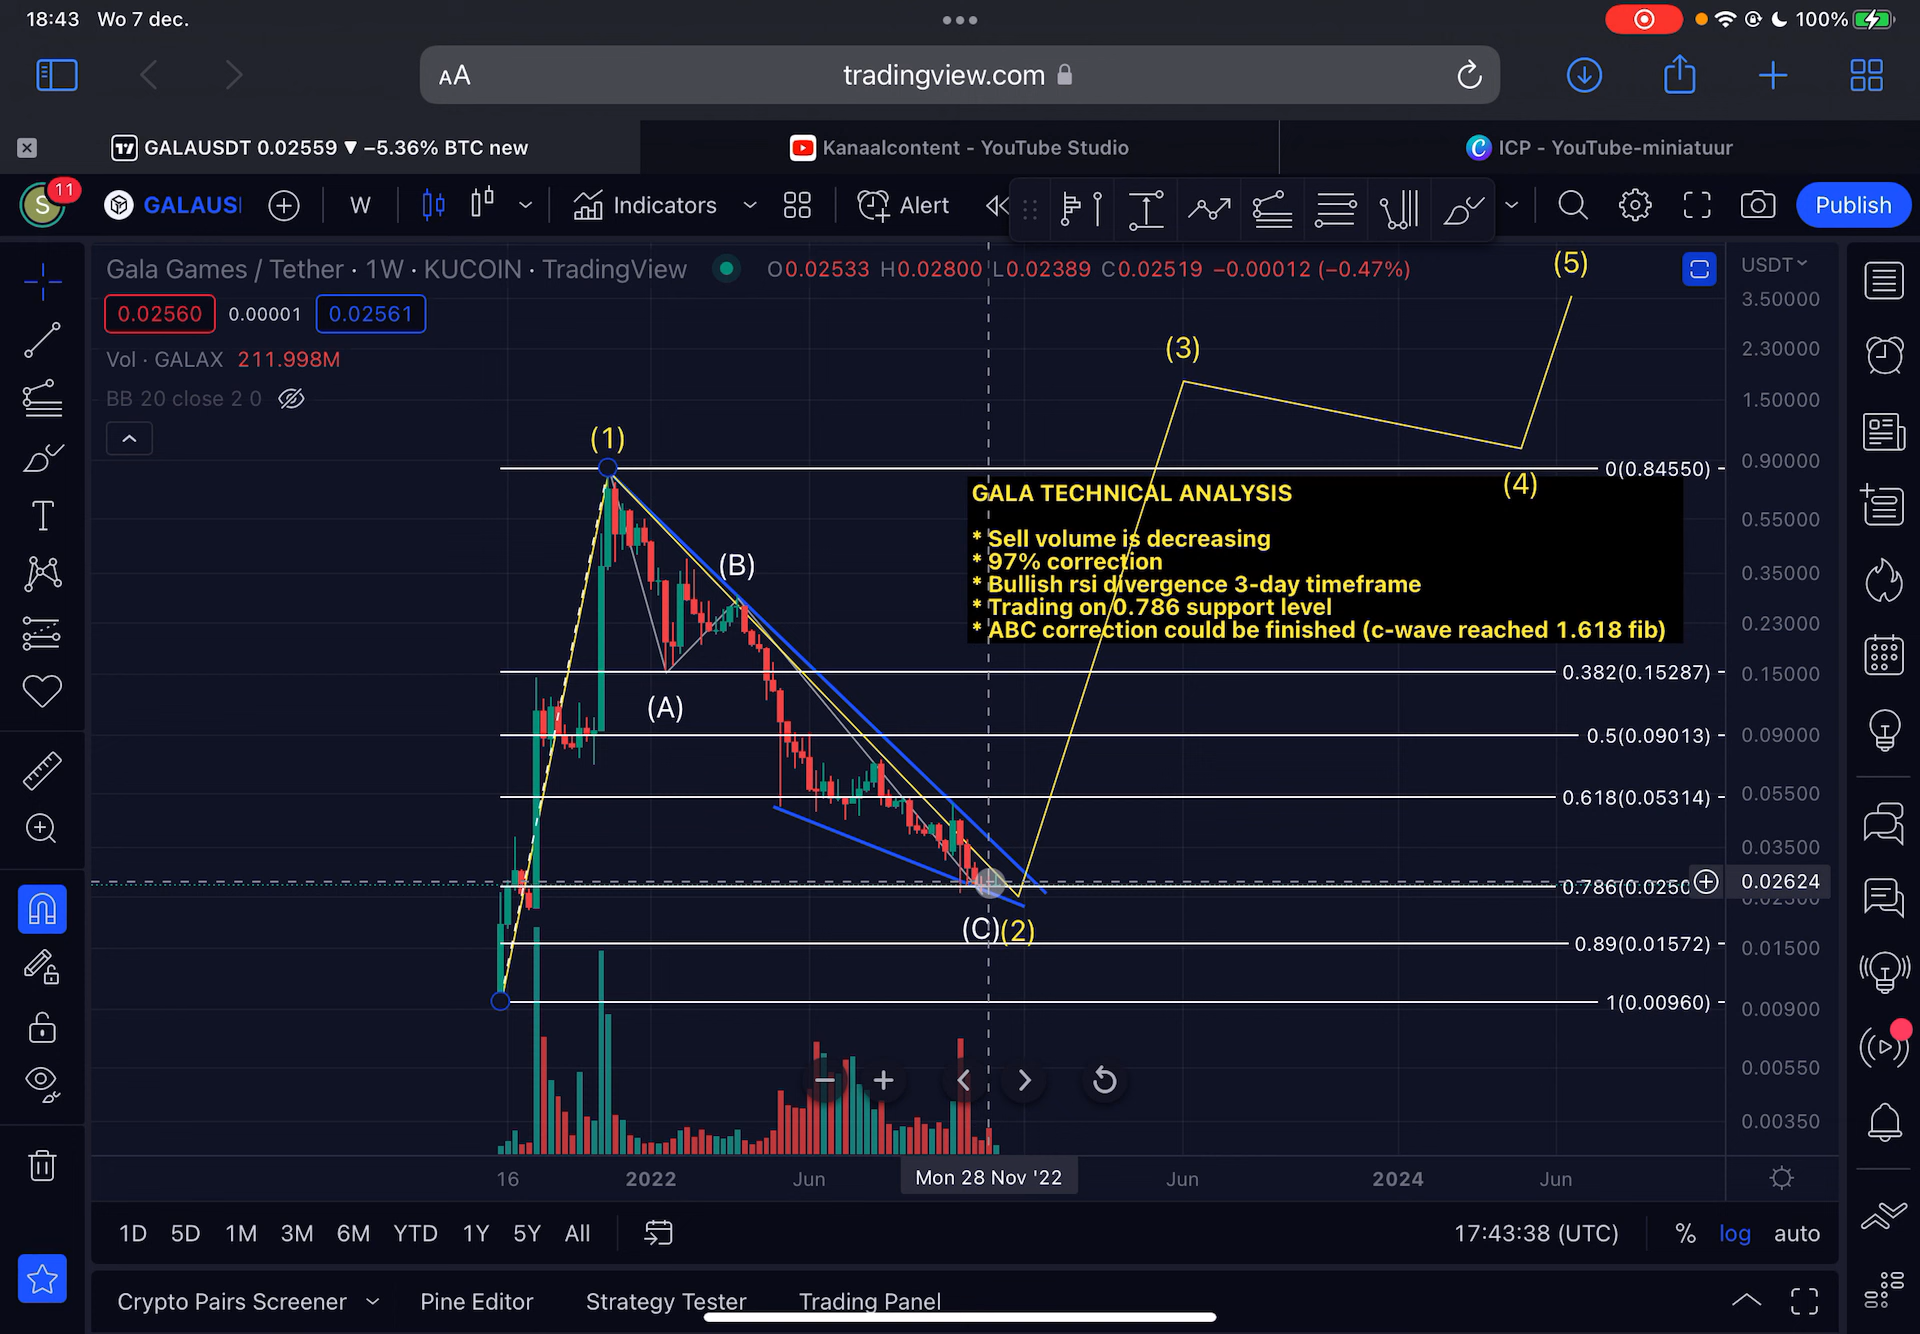 18:43 Wo 7 dec.
100%
AA
tradingview.com
GALAUSDT 0.02559 ▼ −5.36% BTC new
Kanaalcontent - YouTube Studio
ICP - YouTube-miniatuur
S
11
GALAUS
W
Indicators
Alert
Publish
Gala Games / Tether · 1W · KUCOIN · TradingView
O0.02533 H0.02800 L0.02389 C0.02519 −0.00012 (−0.47%)
USDT
0.02560
0.00001
0.02561
Vol · GALAX 211.998M
BB 20 close 2 0
(5)
(3)
(1)
(4)
(B)
(A)
(C)
(2)
GALA TECHNICAL ANALYSIS
* Sell volume is decreasing
* 97% correction
* Bullish rsi divergence 3-day timeframe
* Trading on 0.786 support level
* ABC correction could be finished (c-wave reached 1.618 fib)
0(0.84550)
0.382(0.15287)
0.5(0.09013)
0.618(0.05314)
0.786(0.0250
0.89(0.01572)
1(0.00960)
3.50000
2.30000
1.50000
0.90000
0.55000
0.35000
0.23000
0.15000
0.09000
0.05500
0.03500
0.02624
0.01500
0.00900
0.00550
0.00350
16
2022
Jun
Mon 28 Nov '22
Jun
2024
Jun
1D 5D 1M 3M 6M YTD 1Y 5Y All
17:43:38 (UTC)
% log auto
Crypto Pairs Screener
Pine Editor
Strategy Tester
Trading Panel